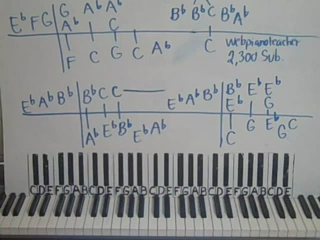 G A♭ A♭ B♭ B♭ C B♭ A♭
E♭ F G A♭ C
F C G C A♭ C webpianoteacher
2,300 Sub.
E♭ A♭ B♭ B♭ C C E♭ A♭ B♭ B♭ E♭ E♭
E♭ G
A♭ E♭ B♭ E♭ A♭ C G E♭ G C
C D E F G A B C D E F G A B C D E F G A B C D E F G A B C D E